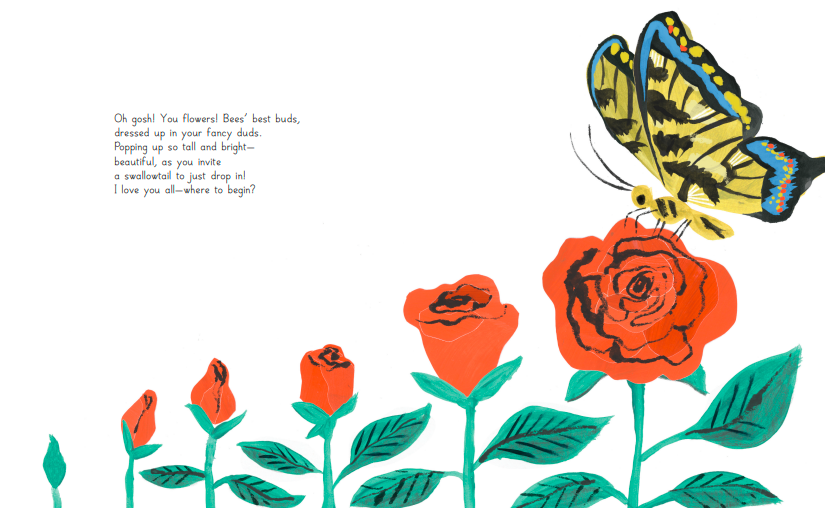 Oh gosh! You flowers! Bees’ best buds,
dressed up in your fancy duds.
Popping up so tall and bright—
beautiful, as you invite
a swallowtail to just drop in!
I love you all—where to begin?